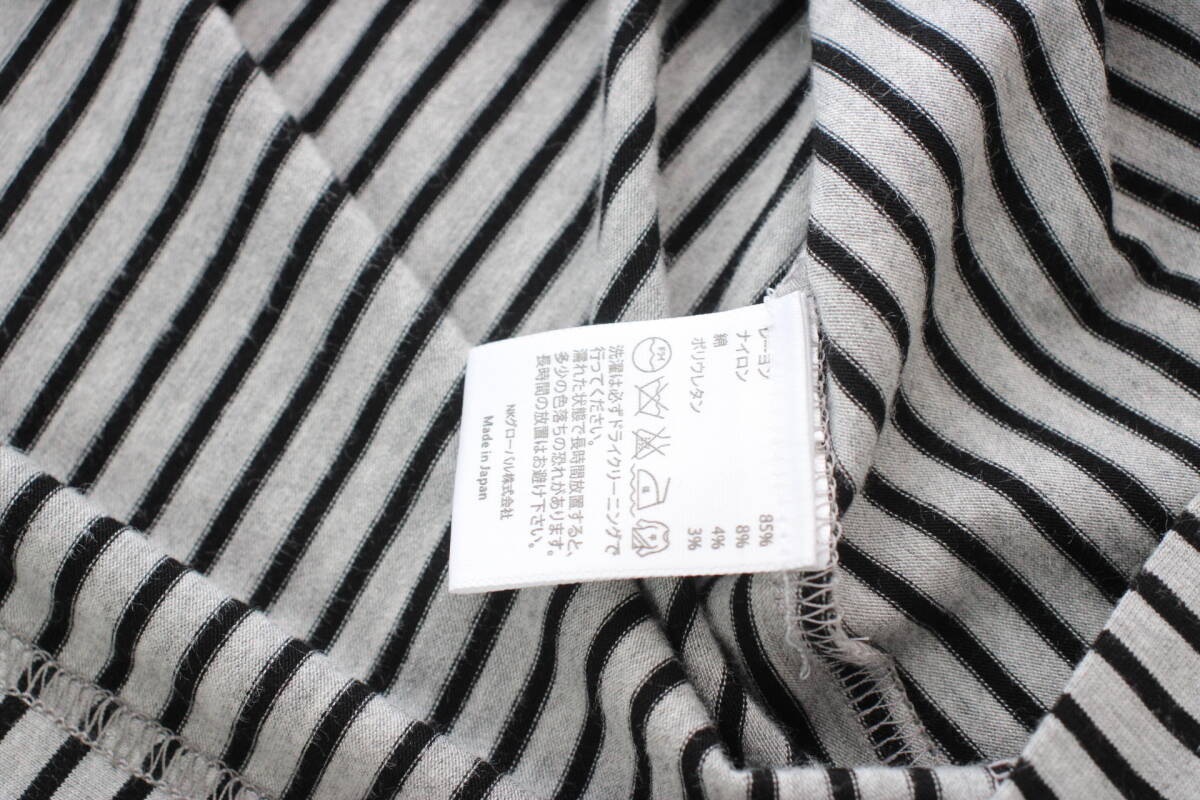 レーヨン 85%
ナイロン 8%
綿 4%
ポリウレタン 3%
洗濯は必ずドライクリーニングで
行ってください。
濡れた状態で長時間放置すると、
多少の色落ちの恐れがあります。
長時間の放置はお避け下さい。
NKグローバル株式会社
Made in Japan